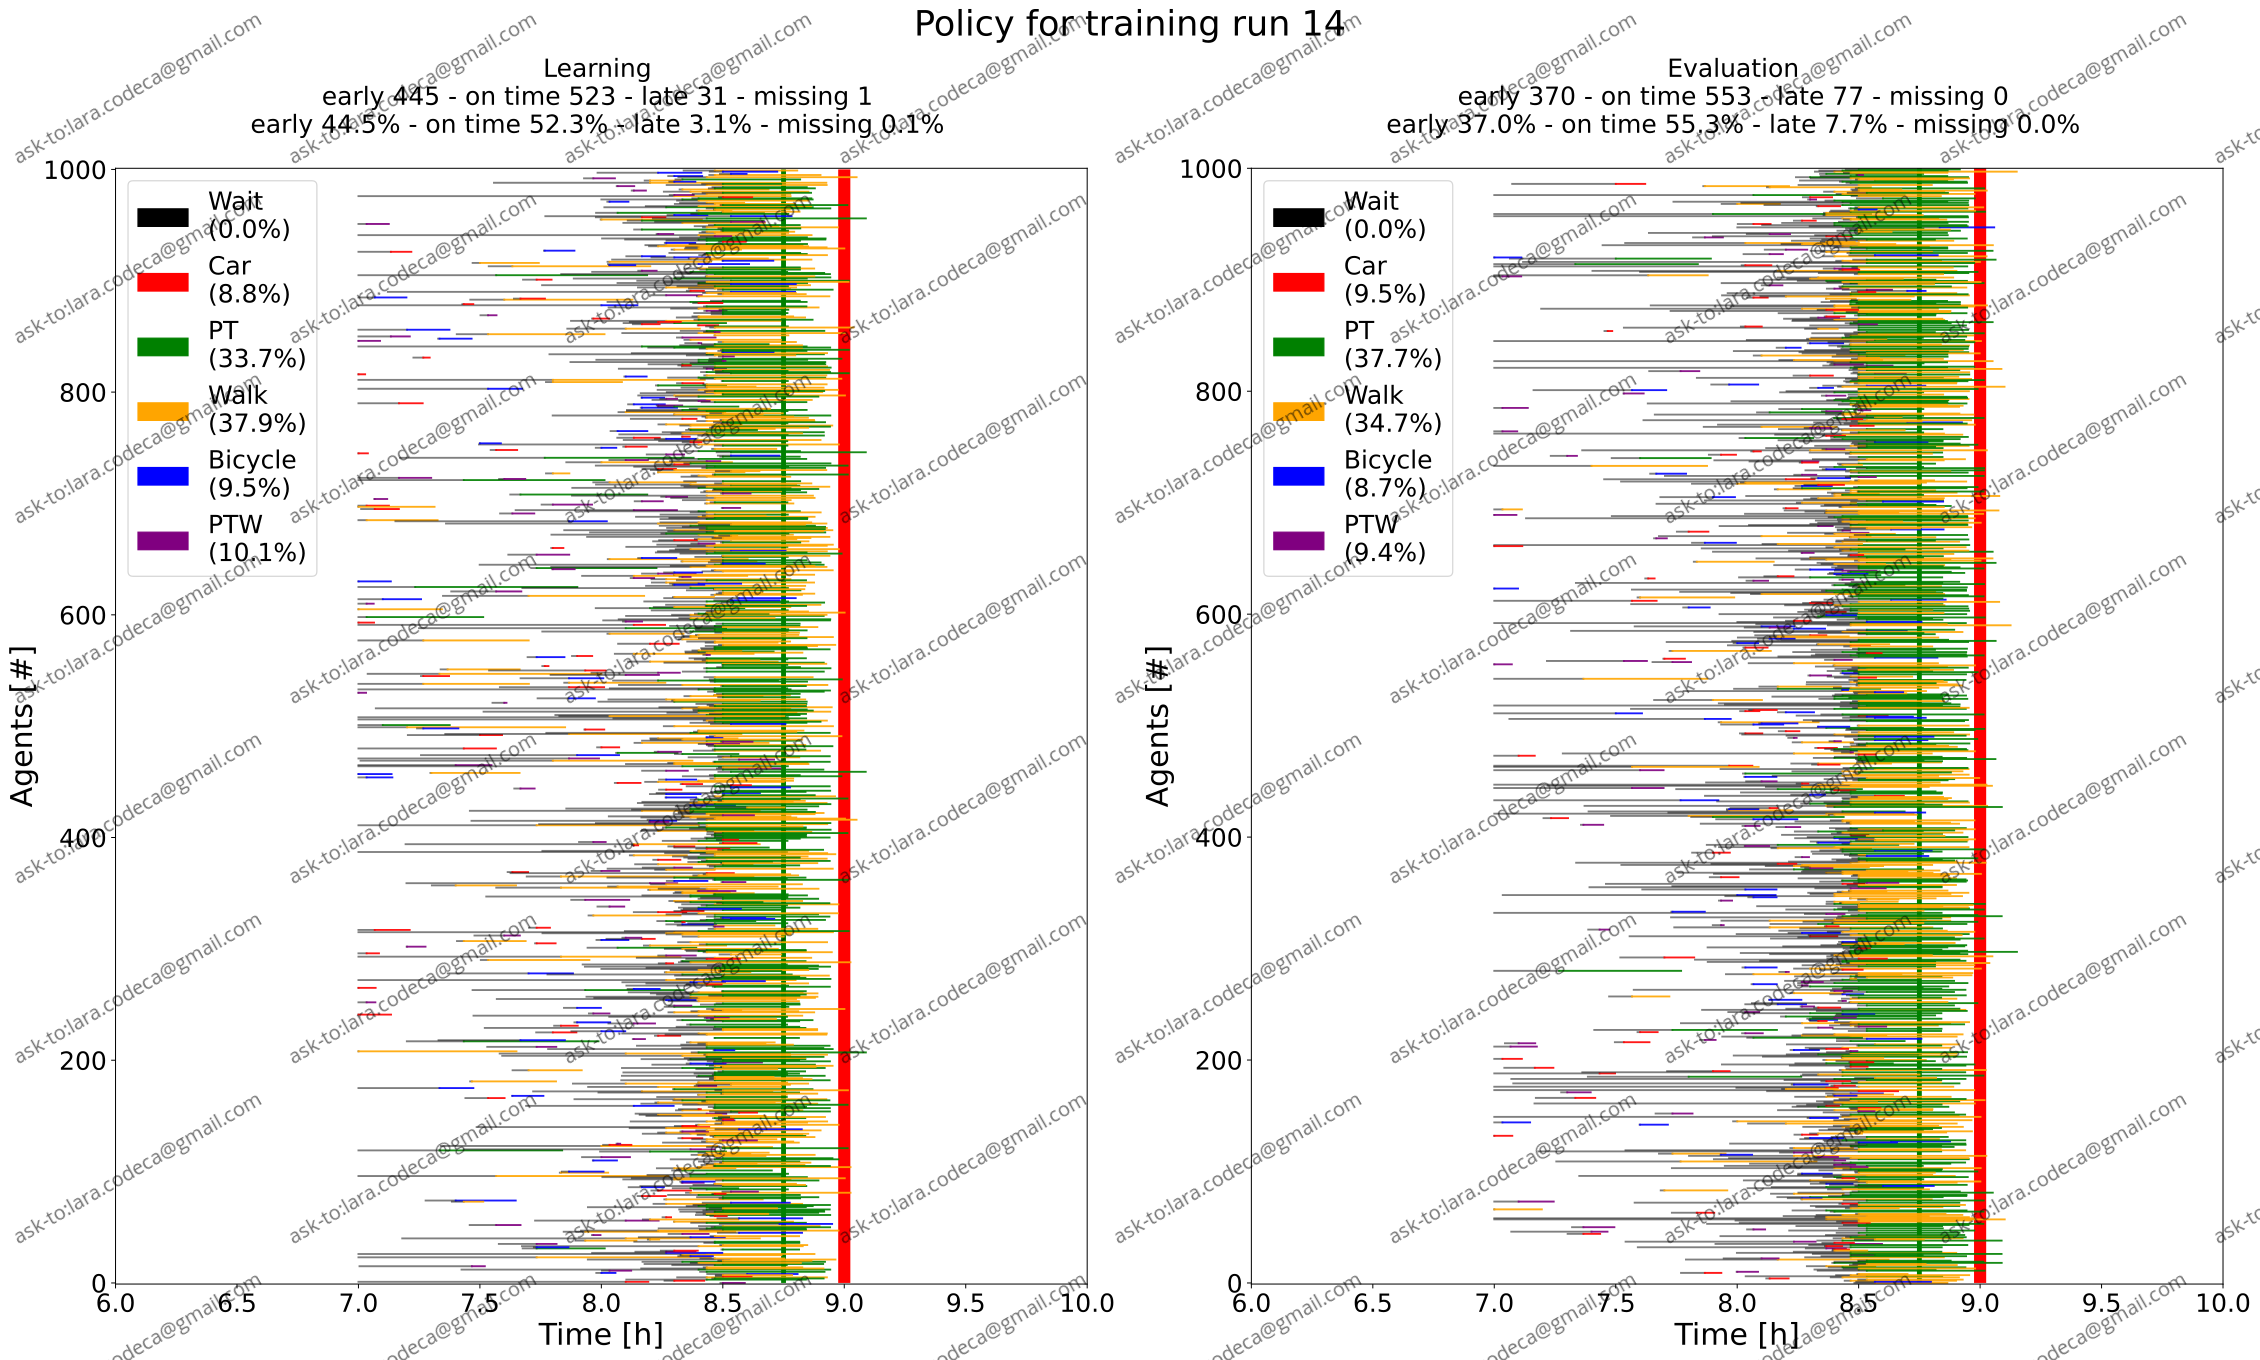 Policy for training run 14
Learning
early 445 - on time 523 - late 31 - missing 1
early 44.5% - on time 52.3% - late 3.1% - missing 0.1%
1000
800
600
400
200
0
Agents [#]
Wait
(0.0%)
Car
(8.8%)
PT
(33.7%)
Walk
(37.9%)
Bicycle
(9.5%)
PTW
(10.1%)
6.0 6.5 7.0 7.5 8.0 8.5 9.0 9.5 10.0
Time [h]
Evaluation
early 370 - on time 553 - late 77 - missing 0
early 37.0% - on time 55.3% - late 7.7% - missing 0.0%
1000
800
600
400
200
0
Agents [#]
Wait
(0.0%)
Car
(9.5%)
PT
(37.7%)
Walk
(34.7%)
Bicycle
(8.7%)
PTW
(9.4%)
6.0 6.5 7.0 7.5 8.0 8.5 9.0 9.5 10.0
Time [h]
ask-to:lara.codeca@gmail.com